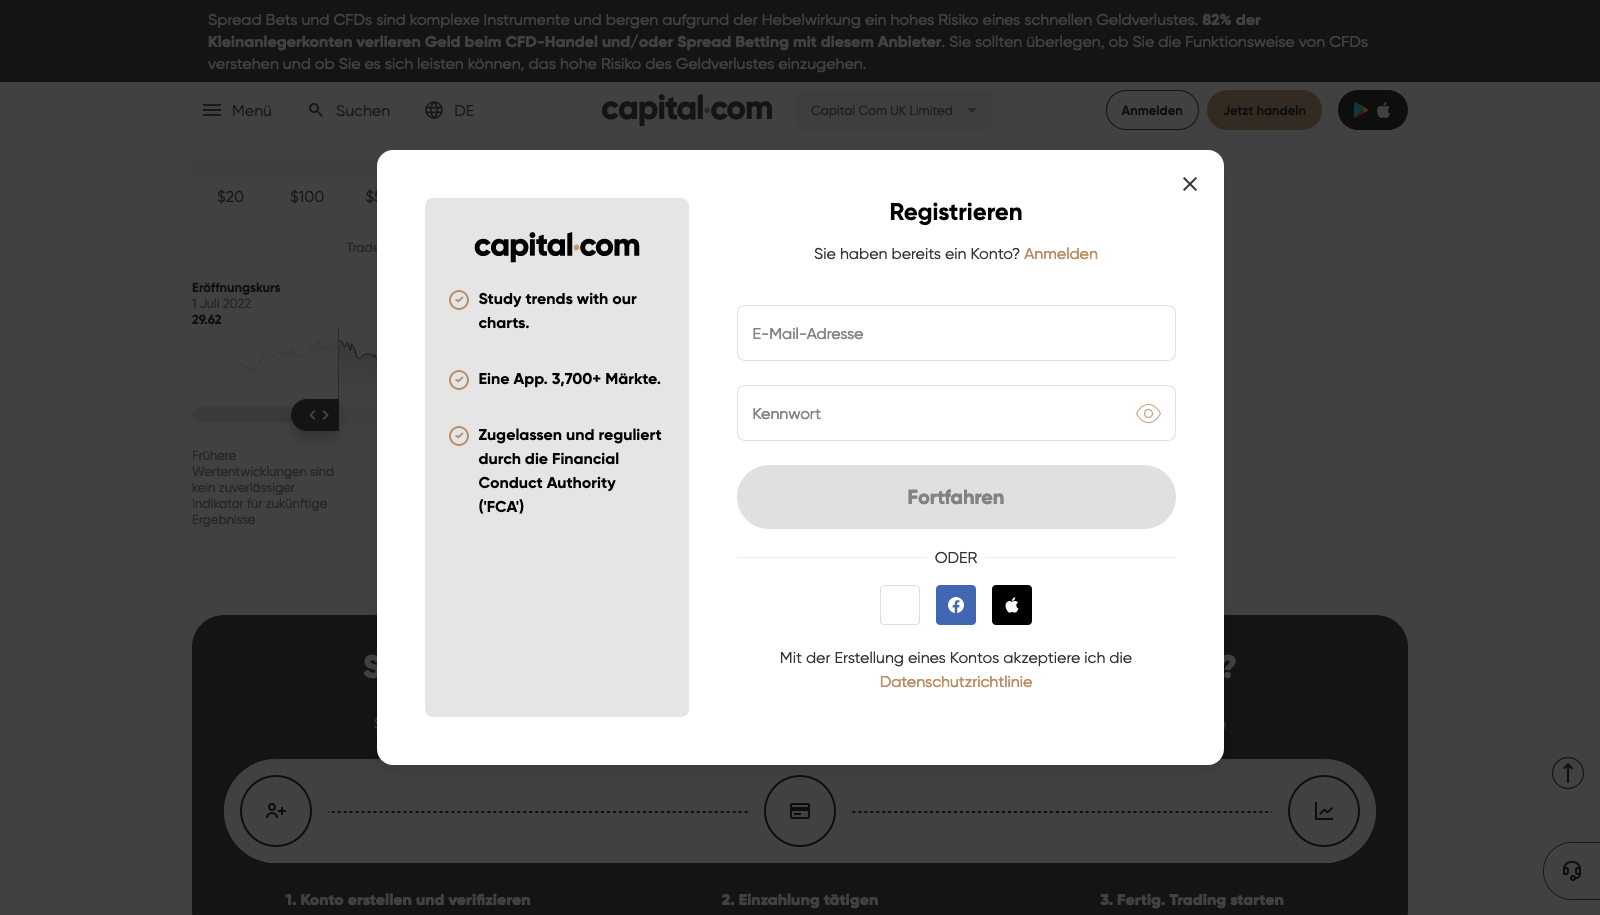 Spread Bets und CFDs sind komplexe Instrumente und bergen aufgrund der Hebelwirkung ein hohes Risiko eines schnellen Geldverlustes. 82% der
Kleinanlegerkonten verlieren Geld beim CFD-Handel und/oder Spread Betting mit diesem Anbieter. Sie sollten überlegen, ob Sie die Funktionsweise von CFDs
verstehen und ob Sie es sich leisten können, das hohe Risiko des Geldverlustes einzugehen.
Menü Suchen DE capital.com Capital Com UK Limited Anmelden Jetzt handeln
$20 $100
Trade
Eröffnungskurs
1 Juli 2022
29.62
Frühere
Wertentwicklungen sind
kein zuverlässiger
Indikator für zukünftige
Ergebnisse
capital.com
Study trends with our
charts.
Eine App. 3,700+ Märkte.
Zugelassen und reguliert
durch die Financial
Conduct Authority
('FCA')
Registrieren
Sie haben bereits ein Konto? Anmelden
E-Mail-Adresse
Kennwort
Fortfahren
ODER
Mit der Erstellung eines Kontos akzeptiere ich die
Datenschutzrichtlinie
S ?
1. Konto erstellen und verifizieren
2. Einzahlung tätigen
3. Fertig. Trading starten